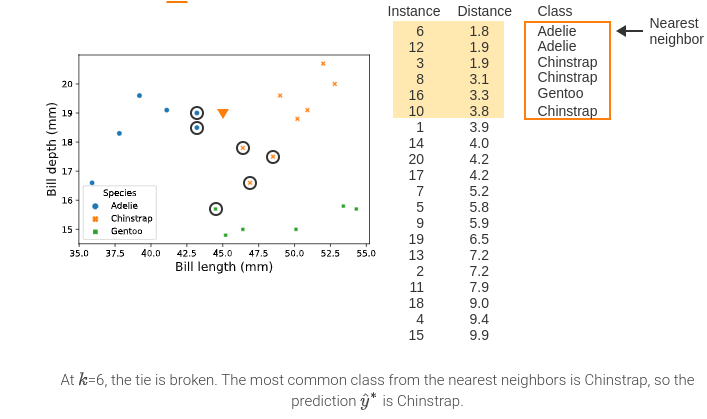 Instance Distance Class
6 1.8 Adelie
12 1.9 Adelie
3 1.9 Chinstrap
8 3.1 Chinstrap
16 3.3 Gentoo
10 3.8 Chinstrap
1 3.9
14 4.0
20 4.2
17 4.2
7 5.2
5 5.8
9 5.9
19 6.5
13 7.2
2 7.2
11 7.9
18 9.0
4 9.4
15 9.9
Nearest
neighbor
Bill depth (mm)
20
19
18
17
16
15
Species
Adelie
Chinstrap
Gentoo
35.0 37.5 40.0 42.5 45.0 47.5 50.0 52.5 55.0
Bill length (mm)
At k=6, the tie is broken. The most common class from the nearest neighbors is Chinstrap, so the
prediction ŷ* is Chinstrap.